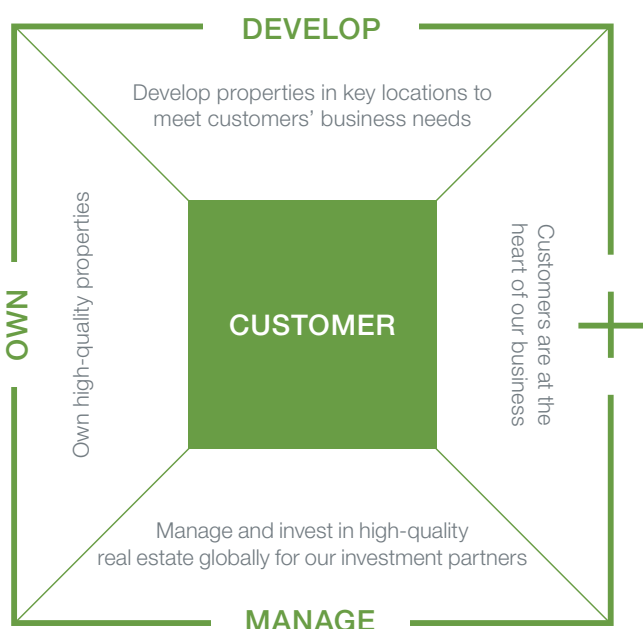 DEVELOP
Develop properties in key locations to
meet customers’ business needs
OWN
Own high-quality properties
CUSTOMER
Customers are at the
heart of our business
Manage and invest in high-quality
real estate globally for our investment partners
MANAGE